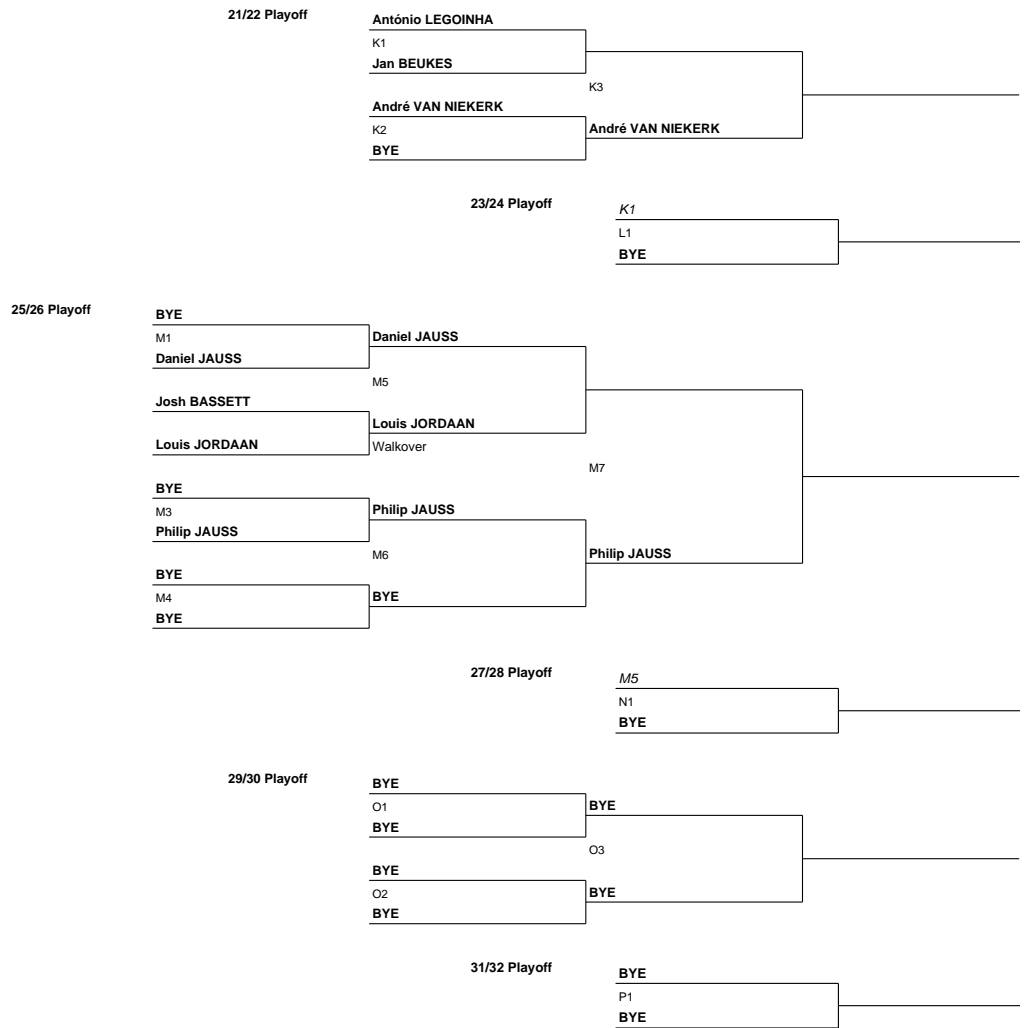 21/22 Playoff
António LEGOINHA
K1
Jan BEUKES
K3
André VAN NIEKERK
K2
André VAN NIEKERK
BYE
23/24 Playoff
K1
L1
BYE
25/26 Playoff
BYE
M1
Daniel JAUSS
Daniel JAUSS
M5
Josh BASSETT
Louis JORDAAN
Louis JORDAAN
Walkover
M7
BYE
M3
Philip JAUSS
Philip JAUSS
M6
Philip JAUSS
BYE
M4
BYE
BYE
27/28 Playoff
M5
N1
BYE
29/30 Playoff
BYE
O1
BYE
BYE
O3
BYE
O2
BYE
BYE
31/32 Playoff
BYE
P1
BYE